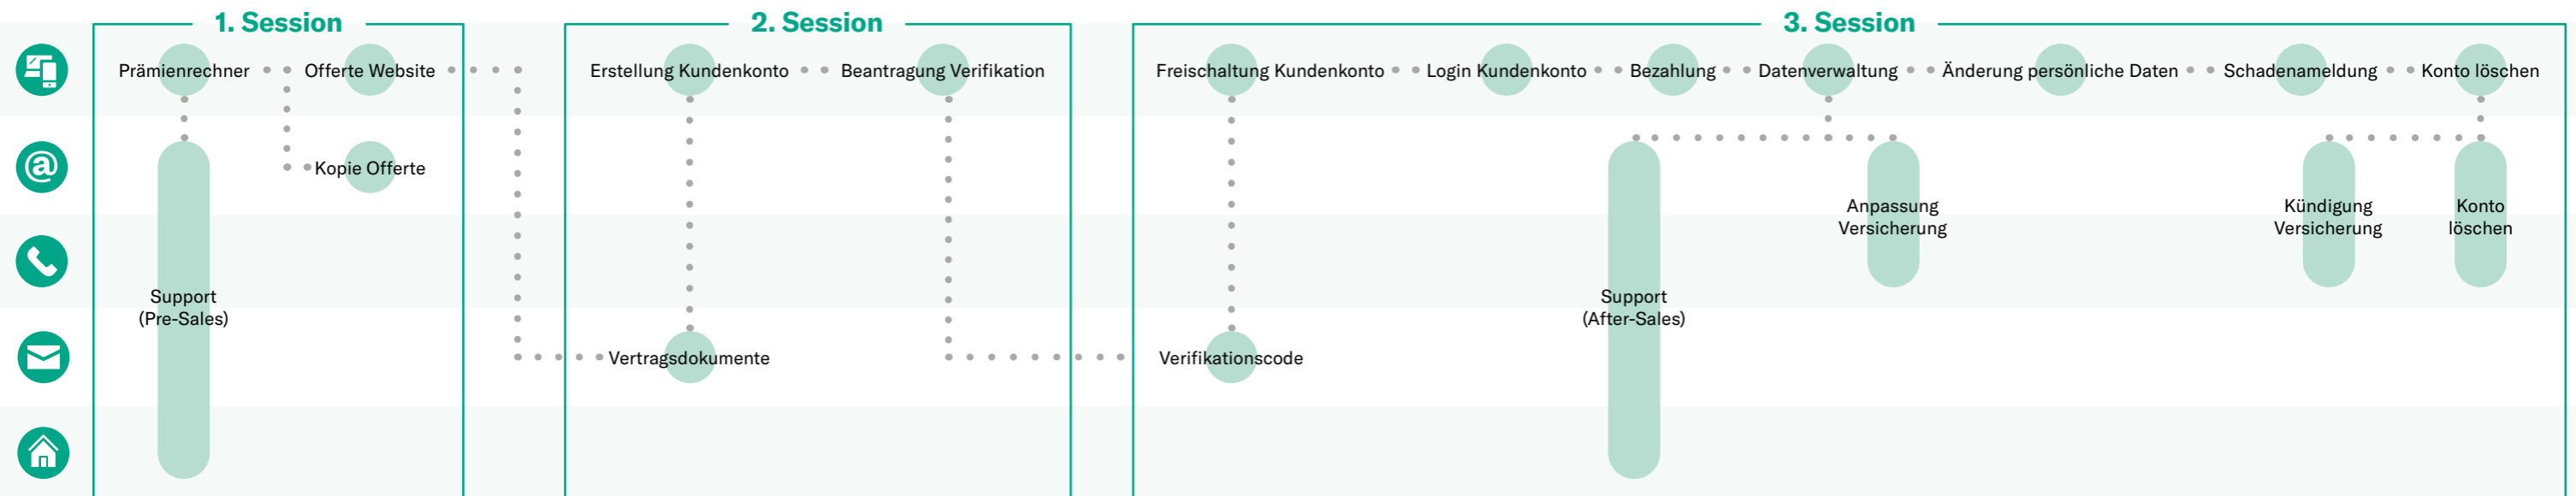 1. Session
2. Session
3. Session
Prämienrechner
Offerte Website
Erstellung Kundenkonto
Beantragung Verifikation
Freischaltung Kundenkonto
Login Kundenkonto
Bezahlung
Datenverwaltung
Änderung persönliche Daten
Schadenameldung
Konto löschen
@
Kopie Offerte
Anpassung
Versicherung
Kündigung
Versicherung
Konto
löschen
Support
(Pre-Sales)
Support
(After-Sales)
Vertragsdokumente
Verifikationscode